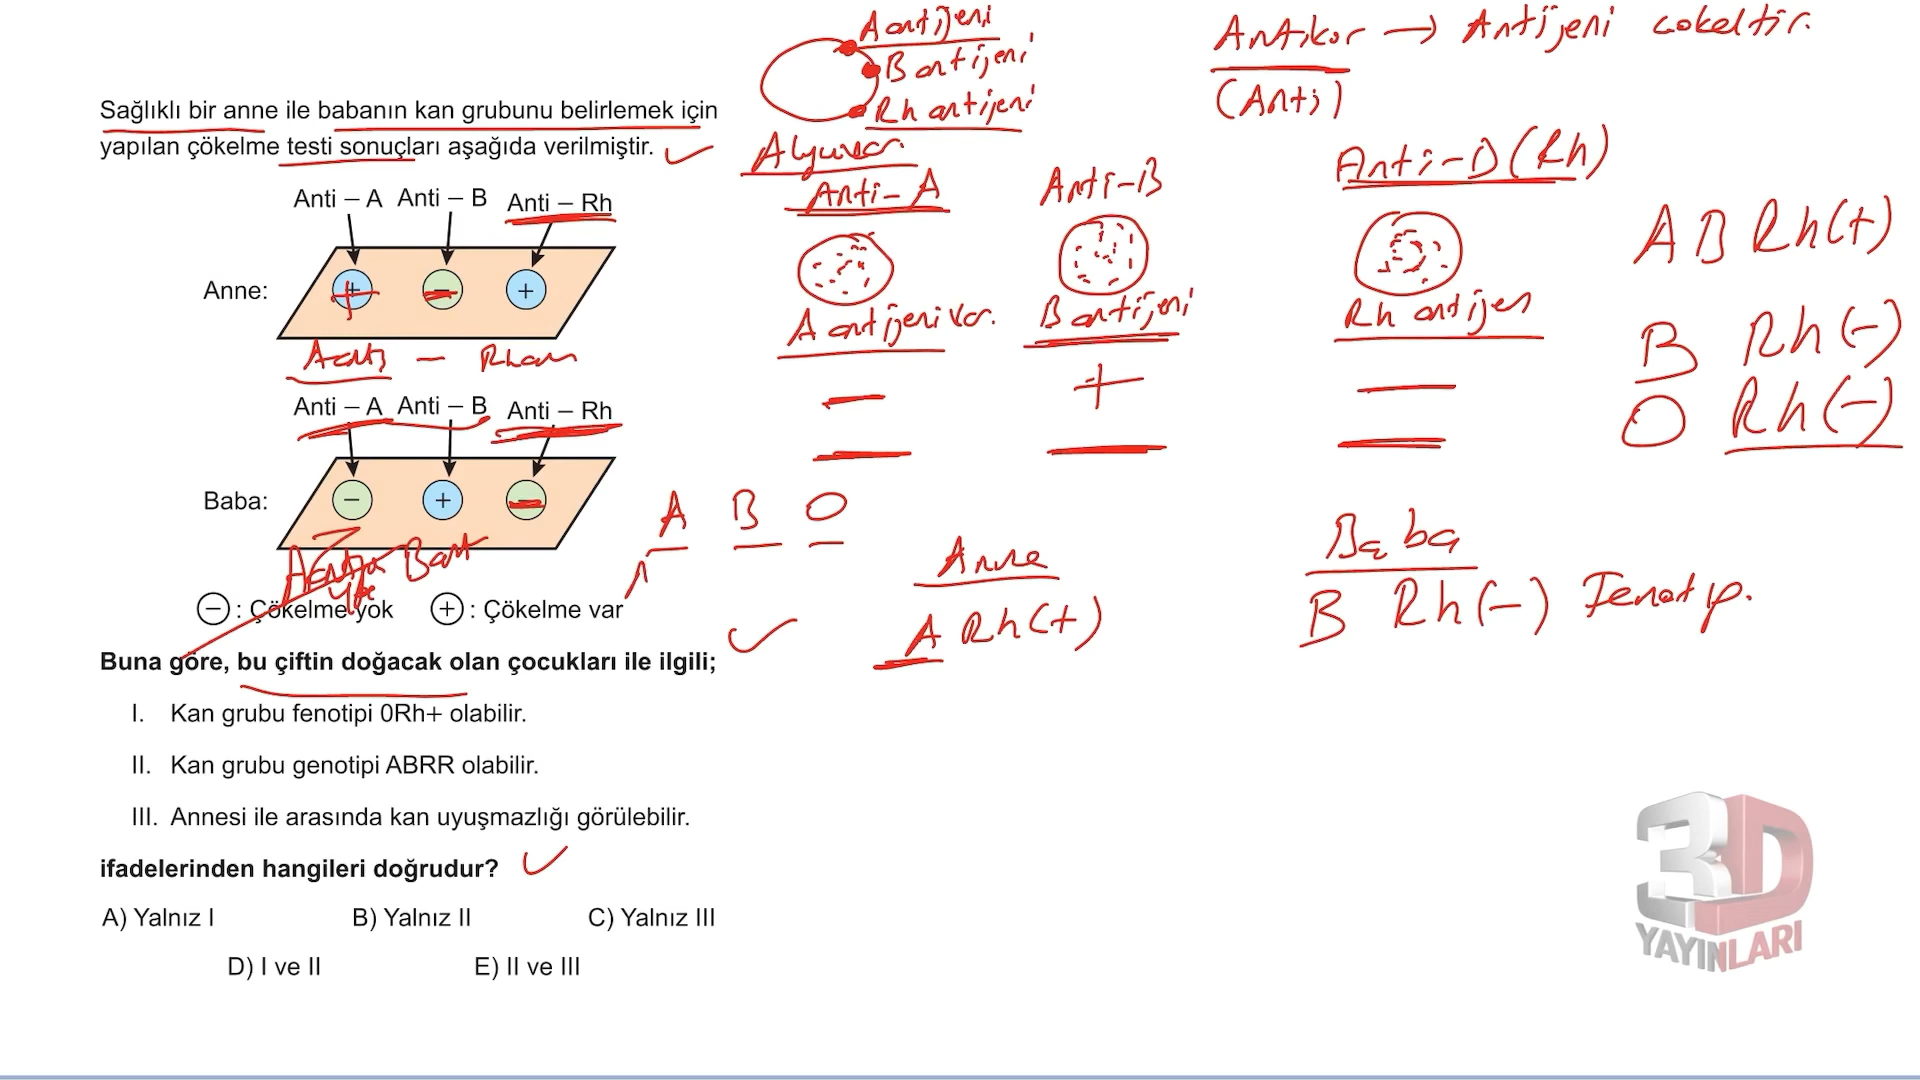 Sağlıklı bir anne ile babanın kan grubunu belirlemek için
yapılan çökelme testi sonuçları aşağıda verilmiştir.
Anti – A Anti – B Anti – Rh
Anne:
+ – +
Anti – A Anti – B Anti – Rh
Baba:
– + –
– : Çökelme yok + : Çökelme var
Buna göre, bu çiftin doğacak olan çocukları ile ilgili;
I. Kan grubu fenotipi 0Rh+ olabilir.
II. Kan grubu genotipi ABRR olabilir.
III. Annesi ile arasında kan uyuşmazlığı görülebilir.
ifadelerinden hangileri doğrudur?
A) Yalnız I B) Yalnız II C) Yalnız III
D) I ve II E) II ve III
A antijeni
B antijeni
Rh antijeni
Alyuvar
Antikor → Antijeni çökeltir.
(Anti)
Anti-A Anti-B Anti-D (Rh)
A antijeni var. B antijeni Rh antijen
– + –
AB Rh(+)
B Rh(-)
O Rh(-)
A B O
Anne
A Rh(+)
Baba
B Rh(-) Fenotip.
3D
YAYINLARI